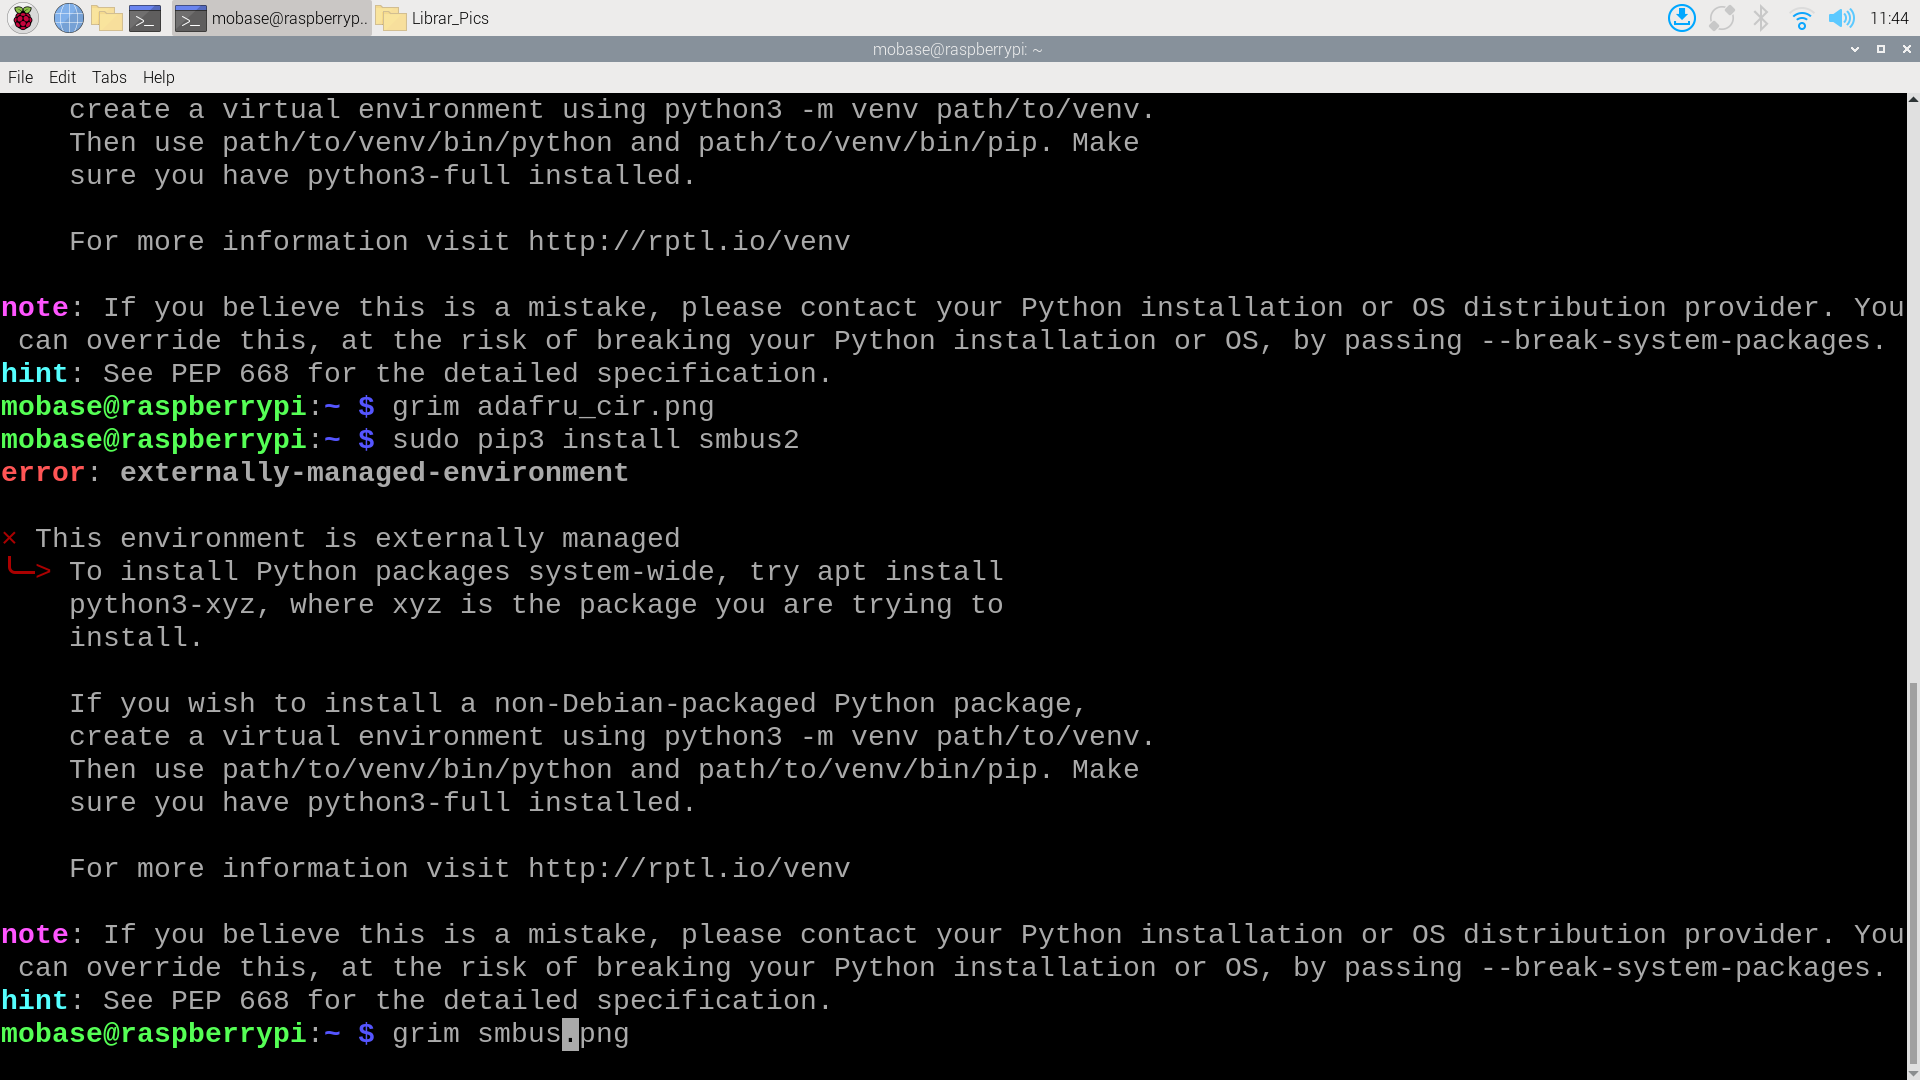 mobase@raspberryp..
Librar_Pics
11:44
mobase@raspberrypi: ~
File Edit Tabs Help
create a virtual environment using python3 -m venv path/to/venv.
Then use path/to/venv/bin/python and path/to/venv/bin/pip. Make
sure you have python3-full installed.
For more information visit http://rptl.io/venv
note: If you believe this is a mistake, please contact your Python installation or OS distribution provider. You
can override this, at the risk of breaking your Python installation or OS, by passing --break-system-packages.
hint: See PEP 668 for the detailed specification.
mobase@raspberrypi:~ $ grim adafru_cir.png
mobase@raspberrypi:~ $ sudo pip3 install smbus2
error: externally-managed-environment
× This environment is externally managed
╰─> To install Python packages system-wide, try apt install
python3-xyz, where xyz is the package you are trying to
install.
If you wish to install a non-Debian-packaged Python package,
create a virtual environment using python3 -m venv path/to/venv.
Then use path/to/venv/bin/python and path/to/venv/bin/pip. Make
sure you have python3-full installed.
For more information visit http://rptl.io/venv
note: If you believe this is a mistake, please contact your Python installation or OS distribution provider. You
can override this, at the risk of breaking your Python installation or OS, by passing --break-system-packages.
hint: See PEP 668 for the detailed specification.
mobase@raspberrypi:~ $ grim smbus.png